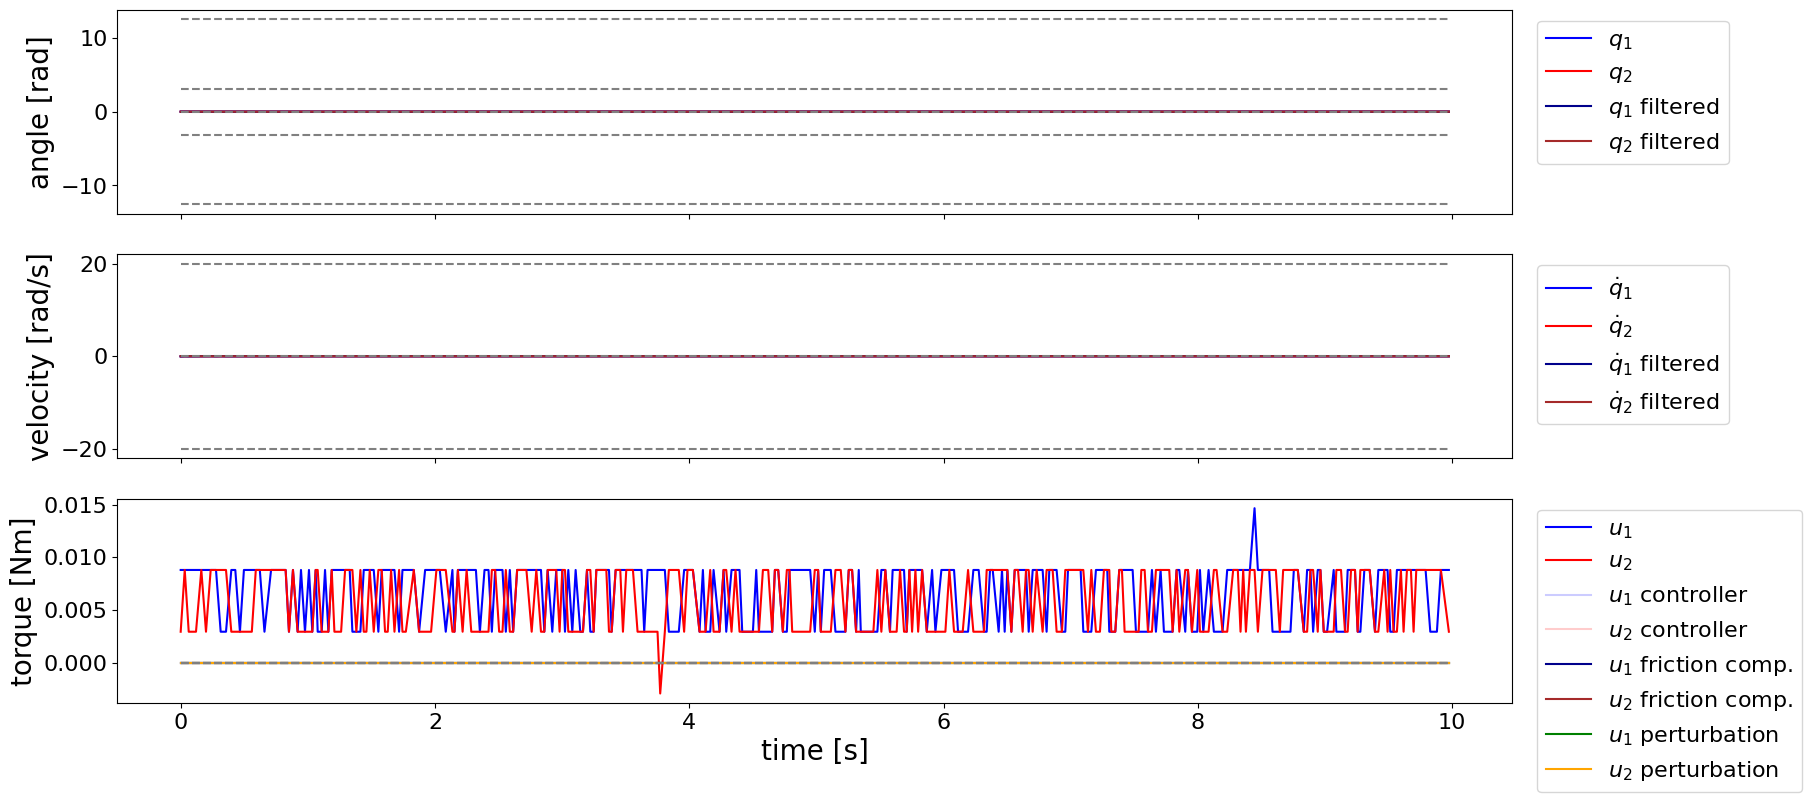 angle [rad]
10
0
−10
q₁
q₂
q₁ filtered
q₂ filtered
velocity [rad/s]
20
0
−20
q̇₁
q̇₂
q̇₁ filtered
q̇₂ filtered
torque [Nm]
0.015
0.010
0.005
0.000
0 2 4 6 8 10
time [s]
u₁
u₂
u₁ controller
u₂ controller
u₁ friction comp.
u₂ friction comp.
u₁ perturbation
u₂ perturbation